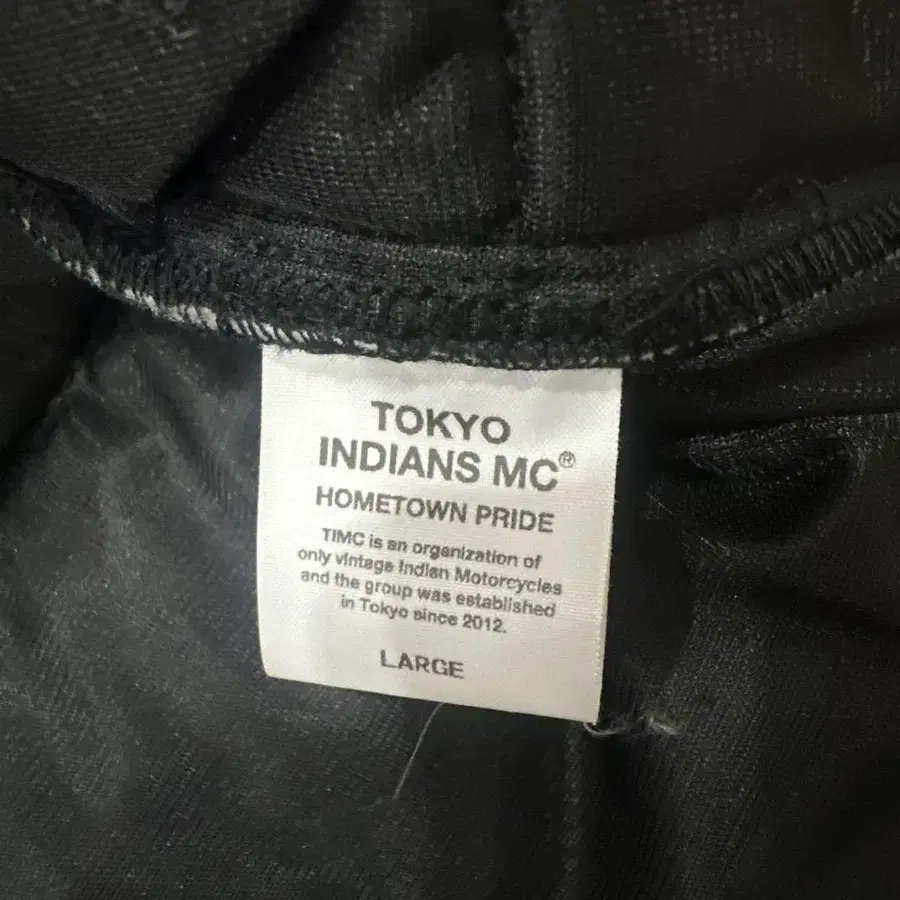 TOKYO
INDIANS MC®
HOMETOWN PRIDE
TIMC is an organization of
only vintage Indian Motorcycles
and the group was established
in Tokyo since 2012.
LARGE